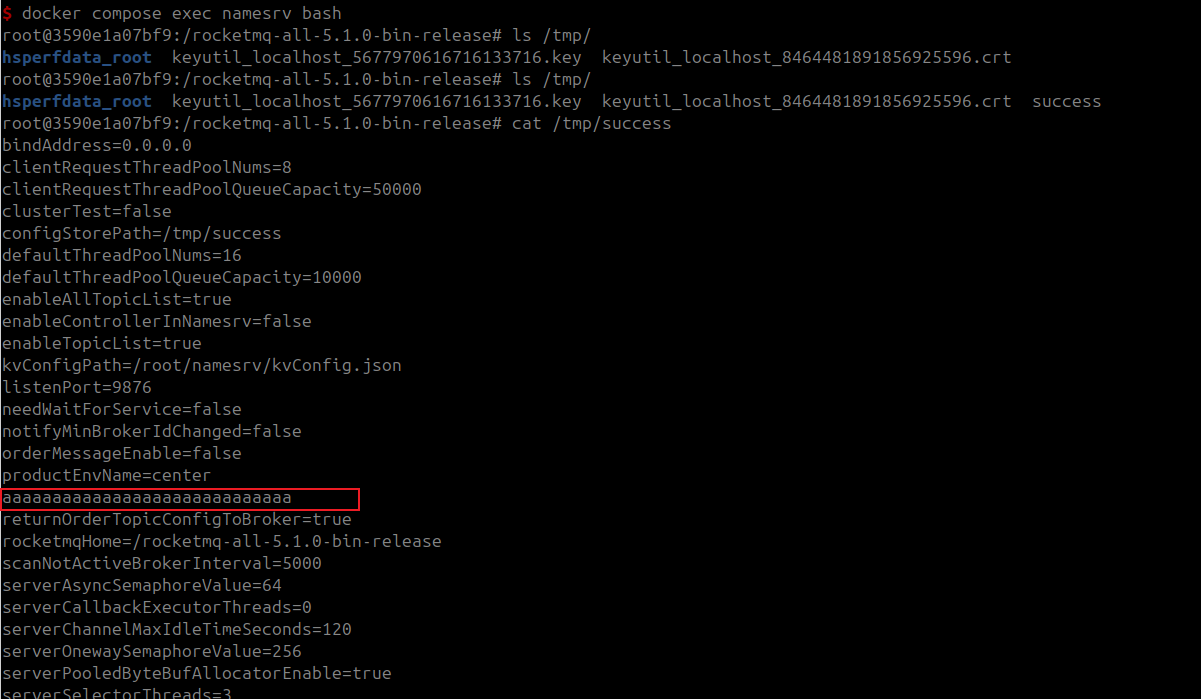 $ docker compose exec namesrv bash
root@3590e1a07bf9:/rocketmq-all-5.1.0-bin-release# ls /tmp/
hsperfdata_root  keyutil_localhost_5677970616716133716.key  keyutil_localhost_8464481891856925596.crt
root@3590e1a07bf9:/rocketmq-all-5.1.0-bin-release# ls /tmp/
hsperfdata_root  keyutil_localhost_5677970616716133716.key  keyutil_localhost_8464481891856925596.crt  success
root@3590e1a07bf9:/rocketmq-all-5.1.0-bin-release# cat /tmp/success
bindAddress=0.0.0.0
clientRequestThreadPoolNums=8
clientRequestThreadPoolQueueCapacity=50000
clusterTest=false
configStorePath=/tmp/success
defaultThreadPoolNums=16
defaultThreadPoolQueueCapacity=10000
enableAllTopicList=true
enableControllerInNamesrv=false
enableTopicList=true
kvConfigPath=/root/namesrv/kvConfig.json
listenPort=9876
needWaitForService=false
notifyMinBrokerIdChanged=false
orderMessageEnable=false
productEnvName=center
aaaaaaaaaaaaaaaaaaaaaaaaaaaaa
returnOrderTopicConfigToBroker=true
rocketmqHome=/rocketmq-all-5.1.0-bin-release
scanNotActiveBrokerInterval=5000
serverAsyncSemaphoreValue=64
serverCallbackExecutorThreads=0
serverChannelMaxIdleTimeSeconds=120
serverOnewaySemaphoreValue=256
serverPooledByteBufAllocatorEnable=true
serverSelectorThreads=3